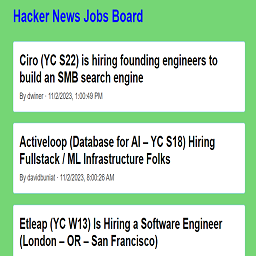 Hacker News Jobs Board
Ciro (YC S22) is hiring founding engineers to
build an SMB search engine
By dwiner · 11/2/2023, 1:00:49 PM
Activeloop (Database for AI – YC S18) Hiring
Fullstack / ML Infrastructure Folks
By davidbuniat · 11/2/2023, 8:00:26 AM
Etleap (YC W13) Is Hiring a Software Engineer
(London – OR – San Francisco)